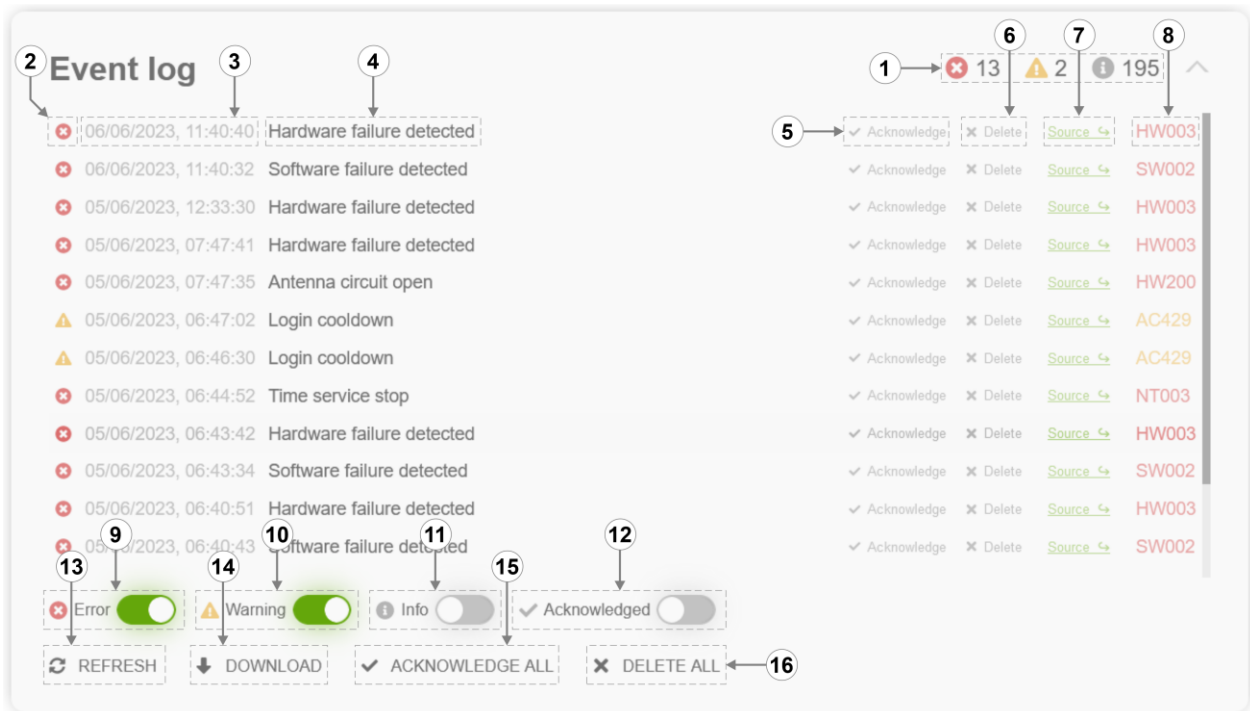 6 7 8
2 Event log 3 4 1 13 2 195
06/06/2023, 11:40:40 Hardware failure detected 5 Acknowledge Delete Source HW003
06/06/2023, 11:40:32 Software failure detected Acknowledge Delete Source SW002
05/06/2023, 12:33:30 Hardware failure detected Acknowledge Delete Source HW003
05/06/2023, 07:47:41 Hardware failure detected Acknowledge Delete Source HW003
05/06/2023, 07:47:35 Antenna circuit open Acknowledge Delete Source HW200
05/06/2023, 06:47:02 Login cooldown Acknowledge Delete Source AC429
05/06/2023, 06:46:30 Login cooldown Acknowledge Delete Source AC429
05/06/2023, 06:44:52 Time service stop Acknowledge Delete Source NT003
05/06/2023, 06:43:42 Hardware failure detected Acknowledge Delete Source HW003
05/06/2023, 06:43:34 Software failure detected Acknowledge Delete Source SW002
05/06/2023, 06:40:51 Hardware failure detected Acknowledge Delete Source HW003
9 10 11 12
05/06/2023, 06:40:43 Software failure detected Acknowledge Delete Source SW002
13 14 15
Error Warning Info Acknowledged
REFRESH DOWNLOAD ACKNOWLEDGE ALL DELETE ALL 16